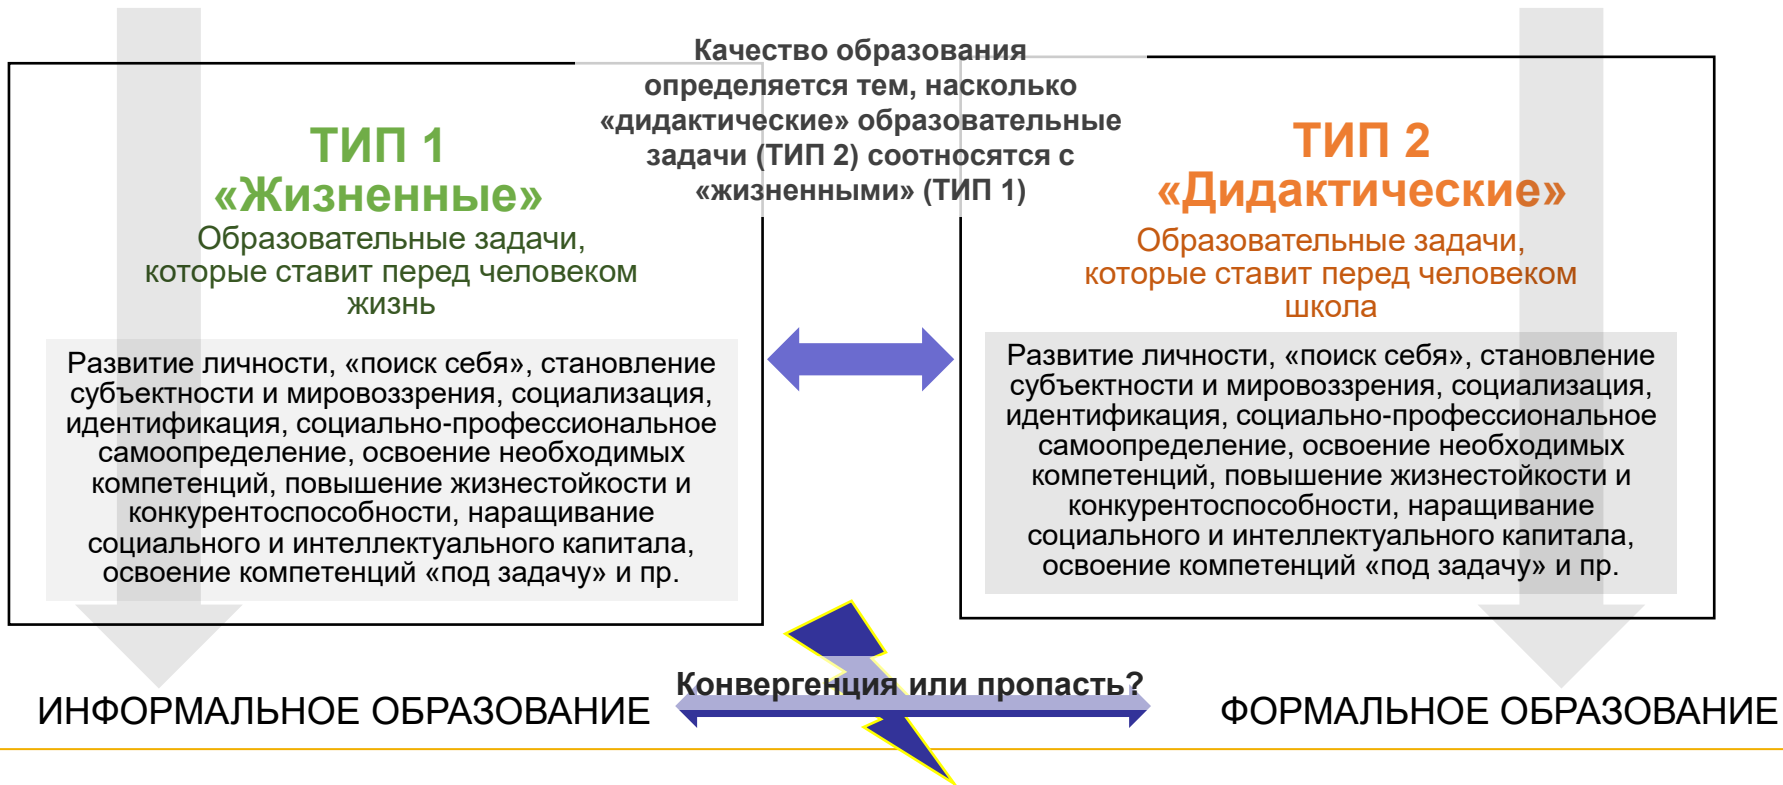 Качество образования
определяется тем, насколько
«дидактические» образовательные
задачи (ТИП 2) соотносятся с
«жизненными» (ТИП 1)
ТИП 1
«Жизненные»
Образовательные задачи,
которые ставит перед человеком
жизнь
Развитие личности, «поиск себя», становление
субъектности и мировоззрения, социализация,
идентификация, социально-профессиональное
самоопределение, освоение необходимых
компетенций, повышение жизнестойкости и
конкурентоспособности, наращивание
социального и интеллектуального капитала,
освоение компетенций «под задачу» и пр.
ТИП 2
«Дидактические»
Образовательные задачи,
которые ставит перед человеком
школа
Развитие личности, «поиск себя», становление
субъектности и мировоззрения, социализация,
идентификация, социально-профессиональное
самоопределение, освоение необходимых
компетенций, повышение жизнестойкости и
конкурентоспособности, наращивание
социального и интеллектуального капитала,
освоение компетенций «под задачу» и пр.
ИНФОРМАЛЬНОЕ ОБРАЗОВАНИЕ
Конвергенция или пропасть?
ФОРМАЛЬНОЕ ОБРАЗОВАНИЕ